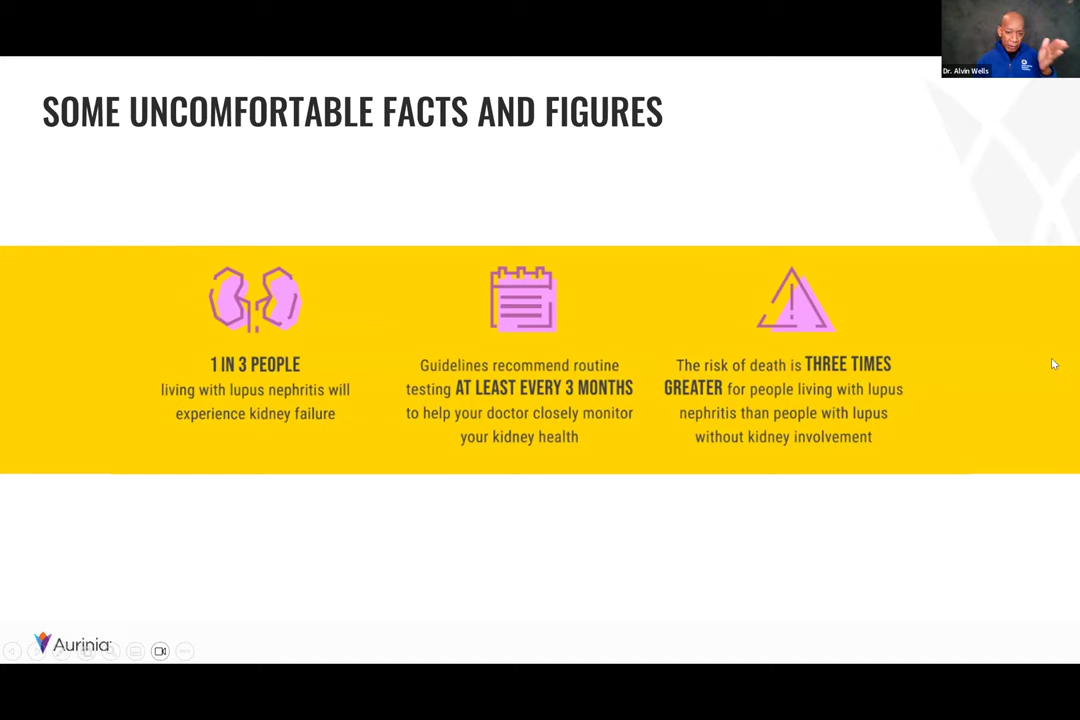 Dr. Alvin Wells
SOME UNCOMFORTABLE FACTS AND FIGURES
1 IN 3 PEOPLE
living with lupus nephritis will
experience kidney failure
Guidelines recommend routine
testing AT LEAST EVERY 3 MONTHS
to help your doctor closely monitor
your kidney health
The risk of death is THREE TIMES
GREATER for people living with lupus
nephritis than people with lupus
without kidney involvement
Aurinia